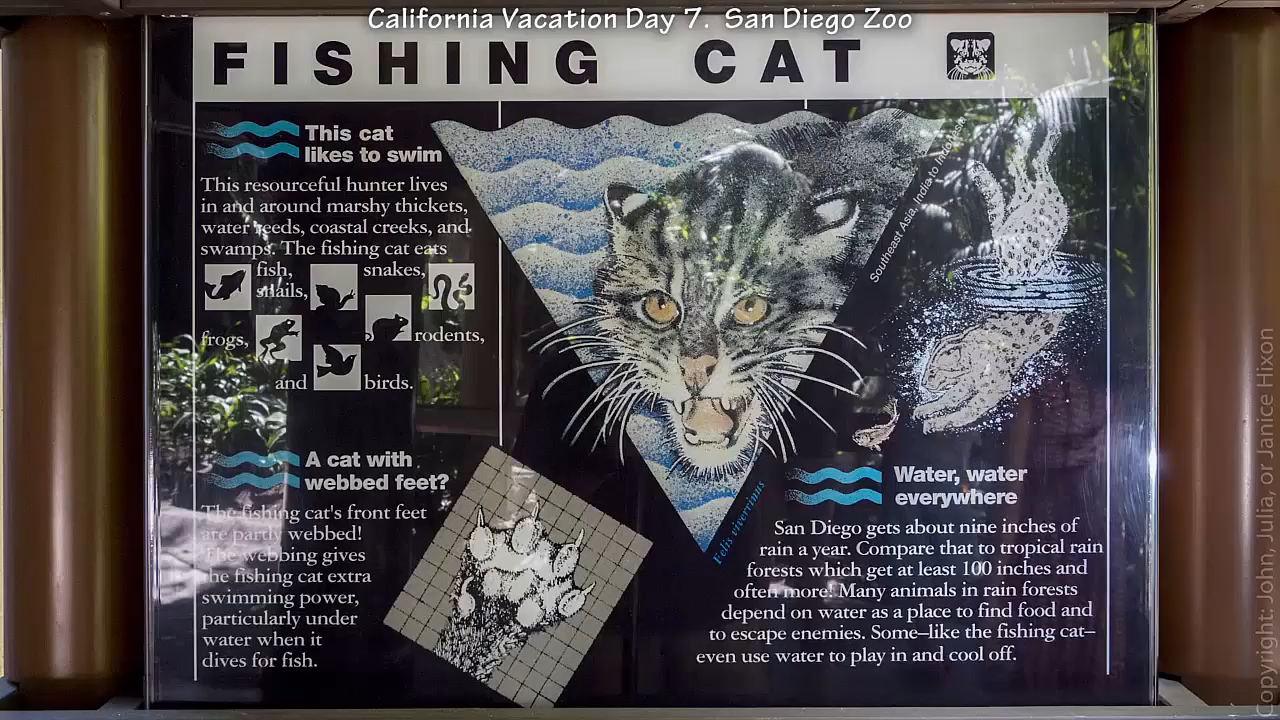 California Vacation Day 7. San Diego Zoo
FISHING CAT
This cat
likes to swim
This resourceful hunter lives
in and around marshy thickets,
water reeds, coastal creeks, and
swamps. The fishing cat eats
fish, snakes,
snails,
frogs, rodents,
and birds.
A cat with
webbed feet?
The fishing cat's front feet
are partly webbed!
The webbing gives
the fishing cat extra
swimming power,
particularly under
water when it
dives for fish.
Southeast Asia, India to Indonesia
Felis viverrinus
Water, water
everywhere
San Diego gets about nine inches of
rain a year. Compare that to tropical rain
forests which get at least 100 inches and
often more! Many animals in rain forests
depend on water as a place to find food and
to escape enemies. Some–like the fishing cat–
even use water to play in and cool off.
Copyright: John, Julia, or Janice Hixon